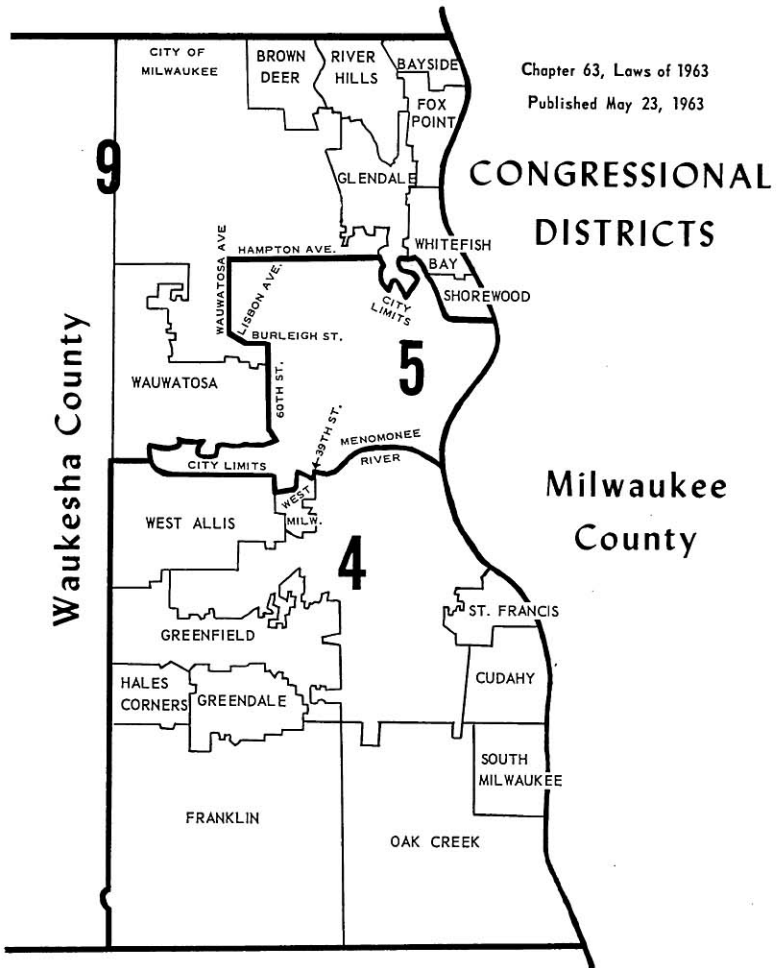 CITY OF
MILWAUKEE
BROWN
DEER
RIVER
HILLS
BAYSIDE
FOX
POINT
Chapter 63, Laws of 1963
Published May 23, 1963
CONGRESSIONAL
DISTRICTS
9
GLENDALE
WHITEFISH
BAY
SHOREWOOD
HAMPTON AVE.
WAUWATOSA AVE
LISBON AVE.
CITY
LIMITS
BURLEIGH ST.
5
WAUWATOSA
60TH ST.
39TH ST.
MENOMONEE
RIVER
CITY LIMITS
Waukesha County
Milwaukee
County
WEST ALLIS
WEST
MILW.
4
ST. FRANCIS
GREENFIELD
CUDAHY
HALES
CORNERS
GREENDALE
SOUTH
MILWAUKEE
FRANKLIN
OAK CREEK